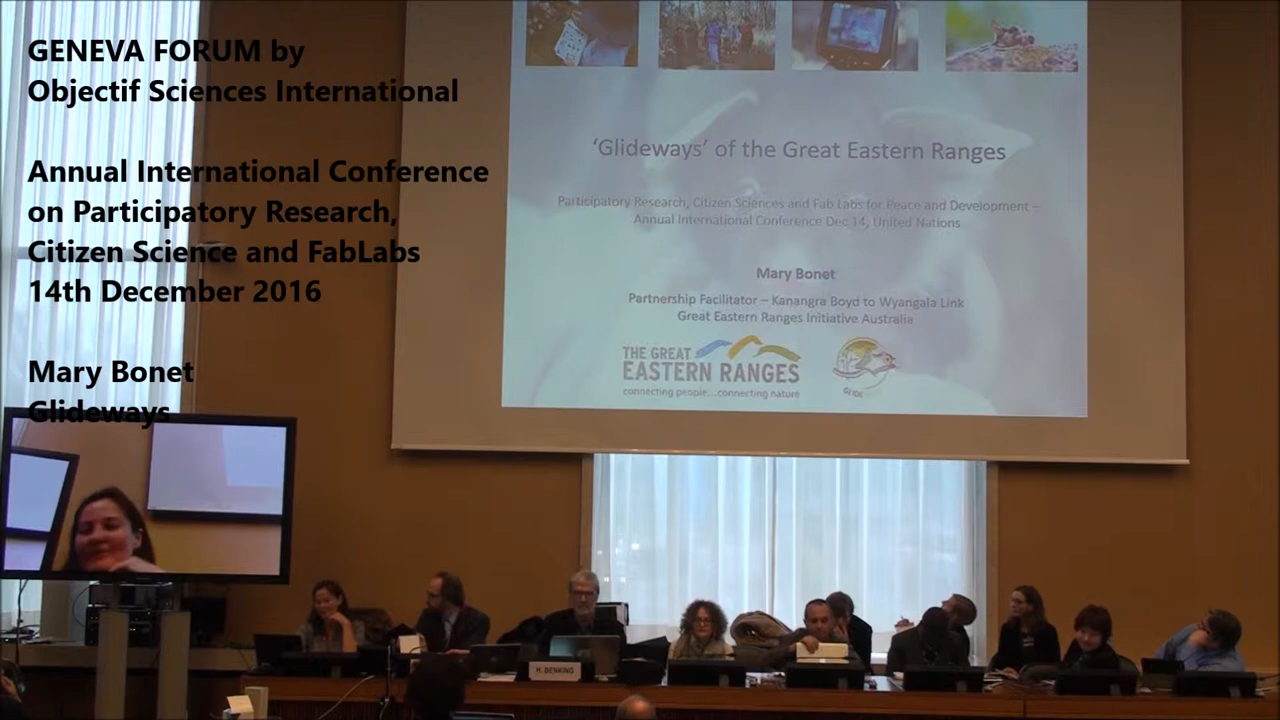 GENEVA FORUM by
Objectif Sciences International
Annual International Conference
on Participatory Research,
Citizen Science and FabLabs
14th December 2016
Mary Bonet
Glideways
‘Glideways’ of the Great Eastern Ranges
Participatory Research, Citizen Sciences and Fab Labs for Peace and Development –
Annual International Conference Dec 14, United Nations
Mary Bonet
Partnership Facilitator – Kanangra Boyd to Wyangala Link
Great Eastern Ranges Initiative Australia
THE GREAT
EASTERN RANGES
connecting people...connecting nature
GLIDE
H. BENKING